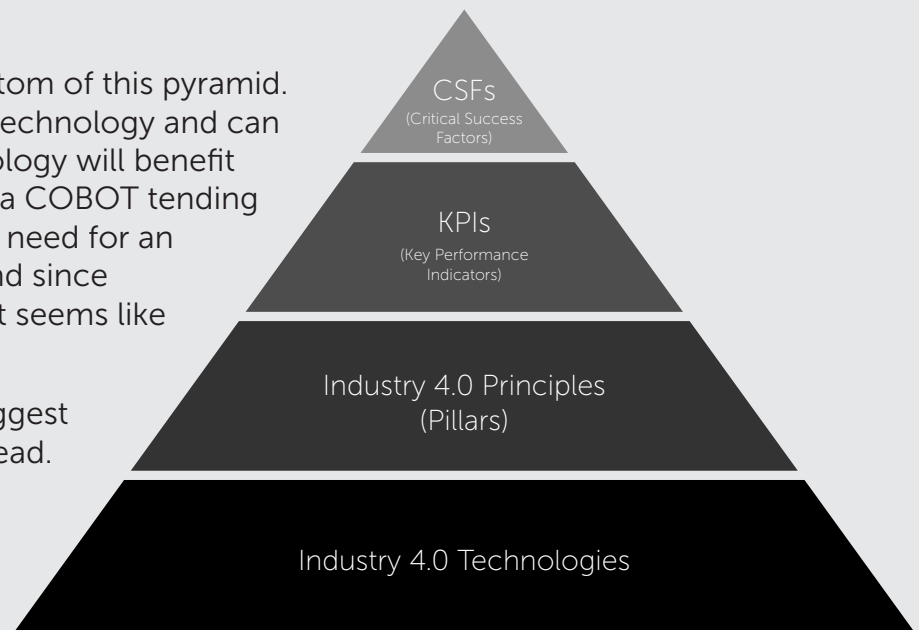 tom of this pyramid.
echnology and can
ology will benefit
a COBOT tending
need for an
nd since
t seems like
ggest
ead.
CSFs
(Critical Success
Factors)
KPIs
(Key Performance
Indicators)
Industry 4.0 Principles
(Pillars)
Industry 4.0 Technologies